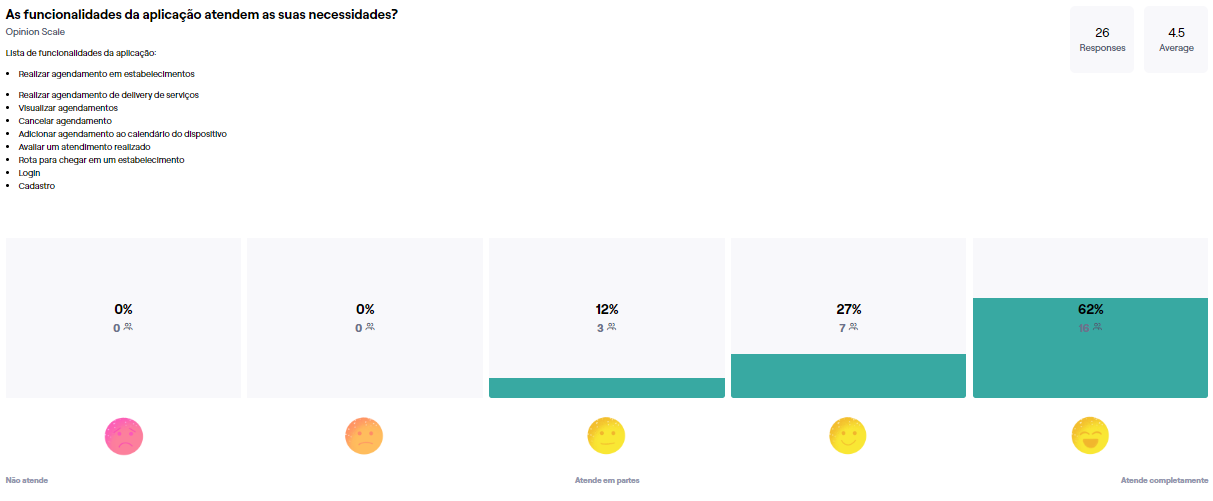 As funcionalidades da aplicação atendem as suas necessidades?
Opinion Scale
26
Responses
4.5
Average
Lista de funcionalidades da aplicação:
• Realizar agendamento em estabelecimentos
• Realizar agendamento de delivery de serviços
• Visualizar agendamentos
• Cancelar agendamento
• Adicionar agendamento ao calendário do dispositivo
• Avaliar um atendimento realizado
• Rota para chegar em um estabelecimento
• Login
• Cadastro
0%
0
0%
0
12%
3
27%
7
62%
16
Não atende
Atende em partes
Atende completamente